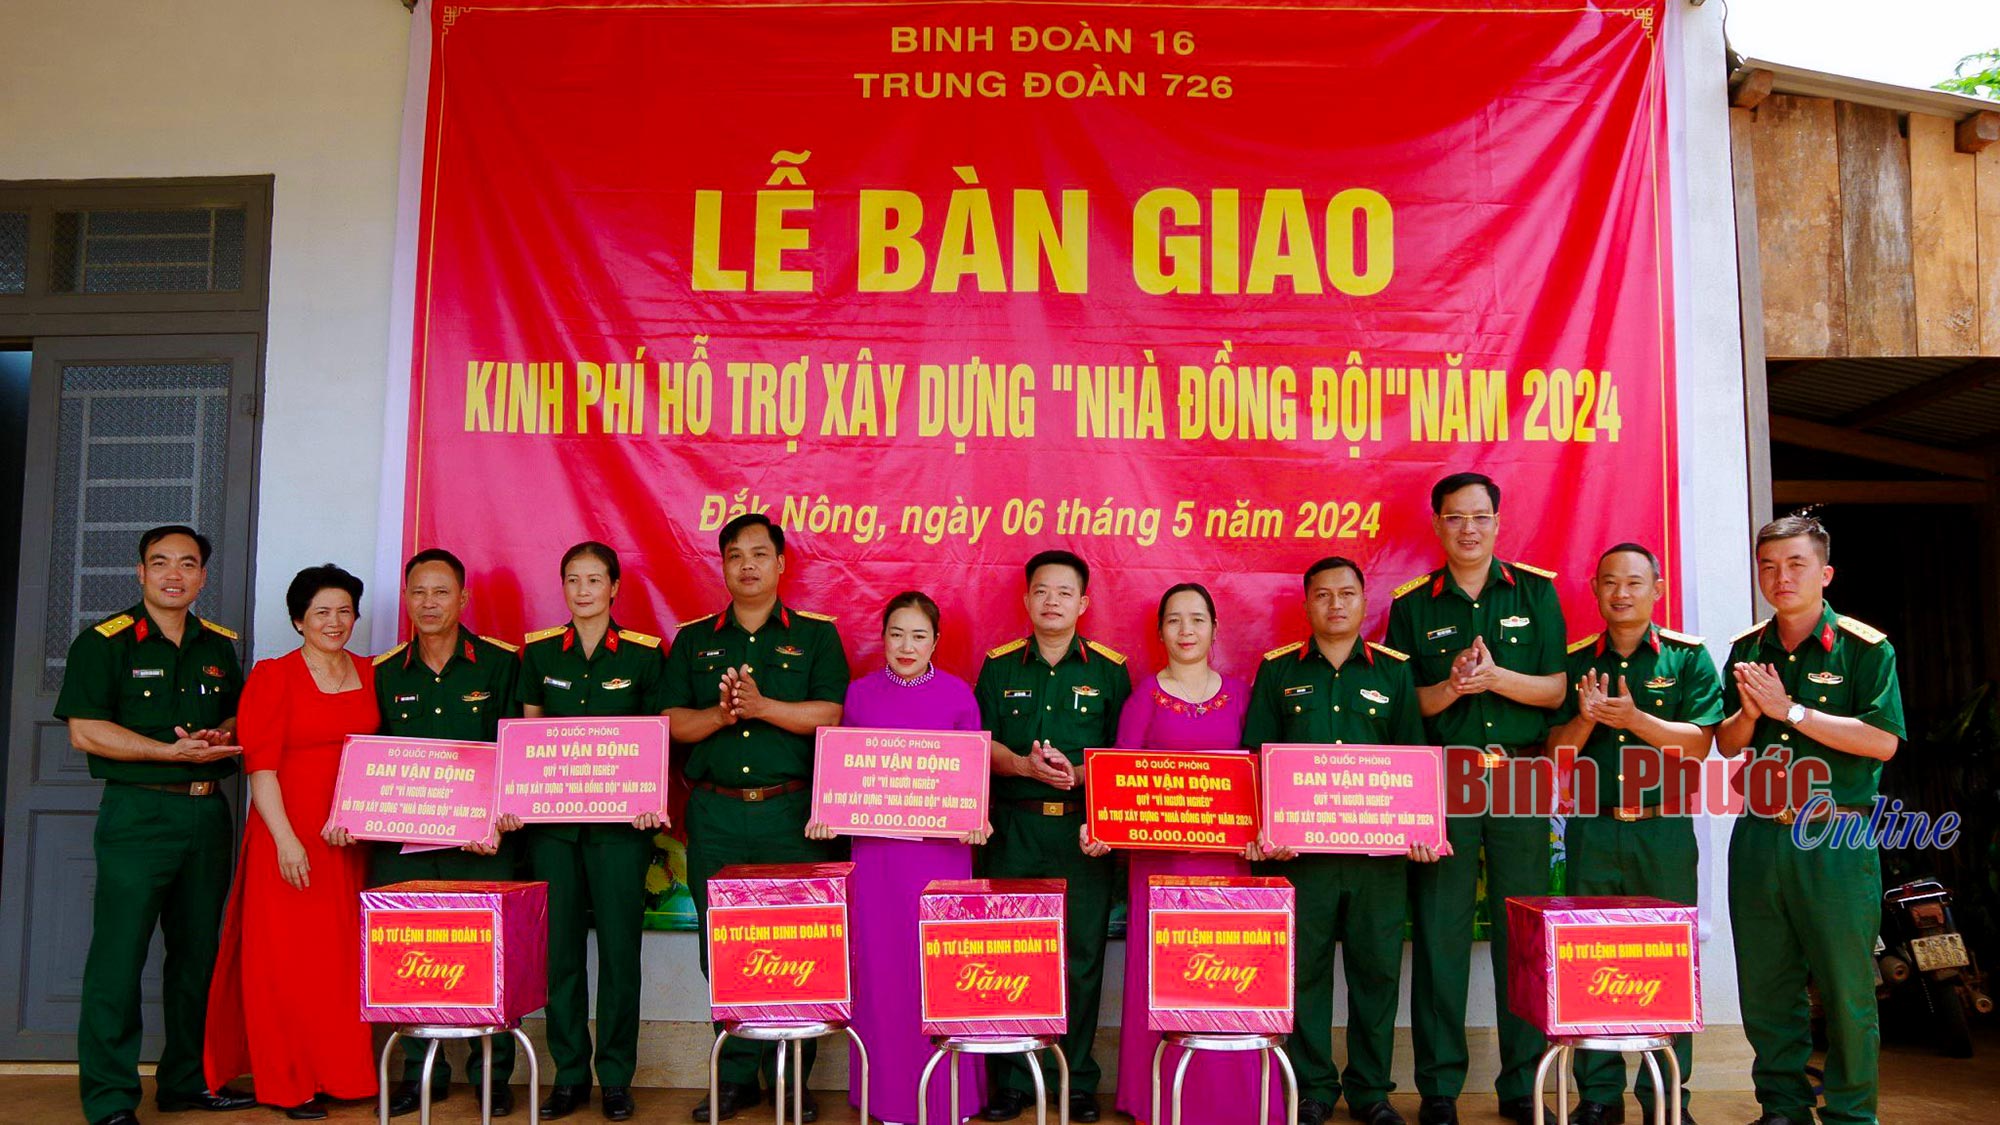 BINH ĐOÀN 16
TRUNG ĐOÀN 726
LỄ BÀN GIAO
KINH PHÍ HỖ TRỢ XÂY DỰNG "NHÀ ĐỒNG ĐỘI" NĂM 2024
Đắk Nông, ngày 06 tháng 5 năm 2024
BỘ QUỐC PHÒNG
BAN VẬN ĐỘNG
QUỸ "VÌ NGƯỜI NGHÈO"
HỖ TRỢ XÂY DỰNG "NHÀ ĐỒNG ĐỘI" NĂM 2024
80.000.000đ
BỘ QUỐC PHÒNG
BAN VẬN ĐỘNG
QUỸ "VÌ NGƯỜI NGHÈO"
HỖ TRỢ XÂY DỰNG "NHÀ ĐỒNG ĐỘI" NĂM 2024
80.000.000đ
BỘ QUỐC PHÒNG
BAN VẬN ĐỘNG
QUỸ "VÌ NGƯỜI NGHÈO"
HỖ TRỢ XÂY DỰNG "NHÀ ĐỒNG ĐỘI" NĂM 2024
80.000.000đ
BỘ QUỐC PHÒNG
BAN VẬN ĐỘNG
QUỸ "VÌ NGƯỜI NGHÈO"
HỖ TRỢ XÂY DỰNG "NHÀ ĐỒNG ĐỘI" NĂM 2024
80.000.000đ
BỘ QUỐC PHÒNG
BAN VẬN ĐỘNG
QUỸ "VÌ NGƯỜI NGHÈO"
HỖ TRỢ XÂY DỰNG "NHÀ ĐỒNG ĐỘI" NĂM 2024
80.000.000đ
Bình Phước
Online
BỘ TƯ LỆNH BINH ĐOÀN 16
Tặng
BỘ TƯ LỆNH BINH ĐOÀN 16
Tặng
BỘ TƯ LỆNH BINH ĐOÀN 16
Tặng
BỘ TƯ LỆNH BINH ĐOÀN 16
Tặng
BỘ TƯ LỆNH BINH ĐOÀN 16
Tặng